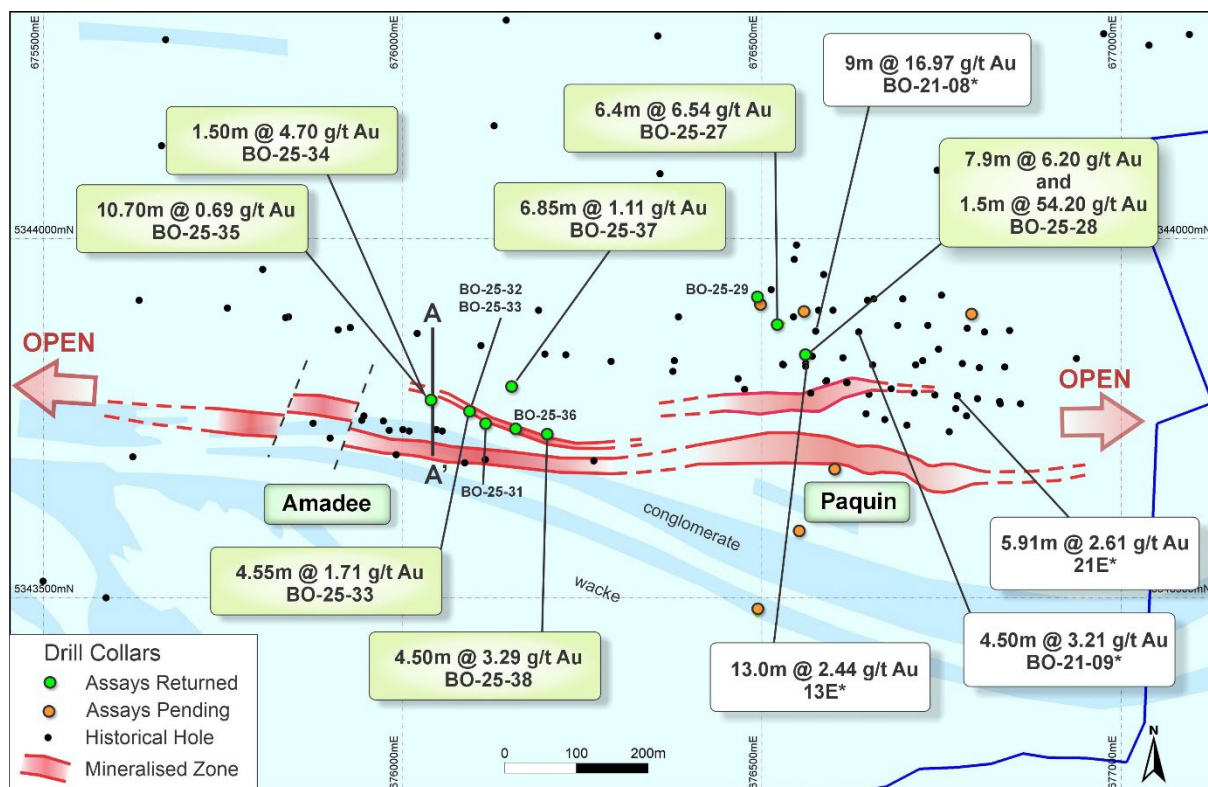 675500mE
676000mE
676500mE
677000mE
9m @ 16.97 g/t Au
BO-21-08*
6.4m @ 6.54 g/t Au
BO-25-27
1.50m @ 4.70 g/t Au
BO-25-34
7.9m @ 6.20 g/t Au
and
1.5m @ 54.20 g/t Au
BO-25-28
10.70m @ 0.69 g/t Au
BO-25-35
6.85m @ 1.11 g/t Au
BO-25-37
5344000mN
5344000mN
BO-25-32
BO-25-33
BO-25-29
A
OPEN
OPEN
BO-25-36
A'
BO-25-31
Amadee
Paquin
conglomerate
wacke
4.55m @ 1.71 g/t Au
BO-25-33
5.91m @ 2.61 g/t Au
21E*
5343500mN
4.50m @ 3.29 g/t Au
BO-25-38
13.0m @ 2.44 g/t Au
13E*
4.50m @ 3.21 g/t Au
BO-21-09*
Drill Collars
Assays Returned
Assays Pending
Historical Hole
Mineralised Zone
0 100 200m
676000mE
676500mE
677000mE
N